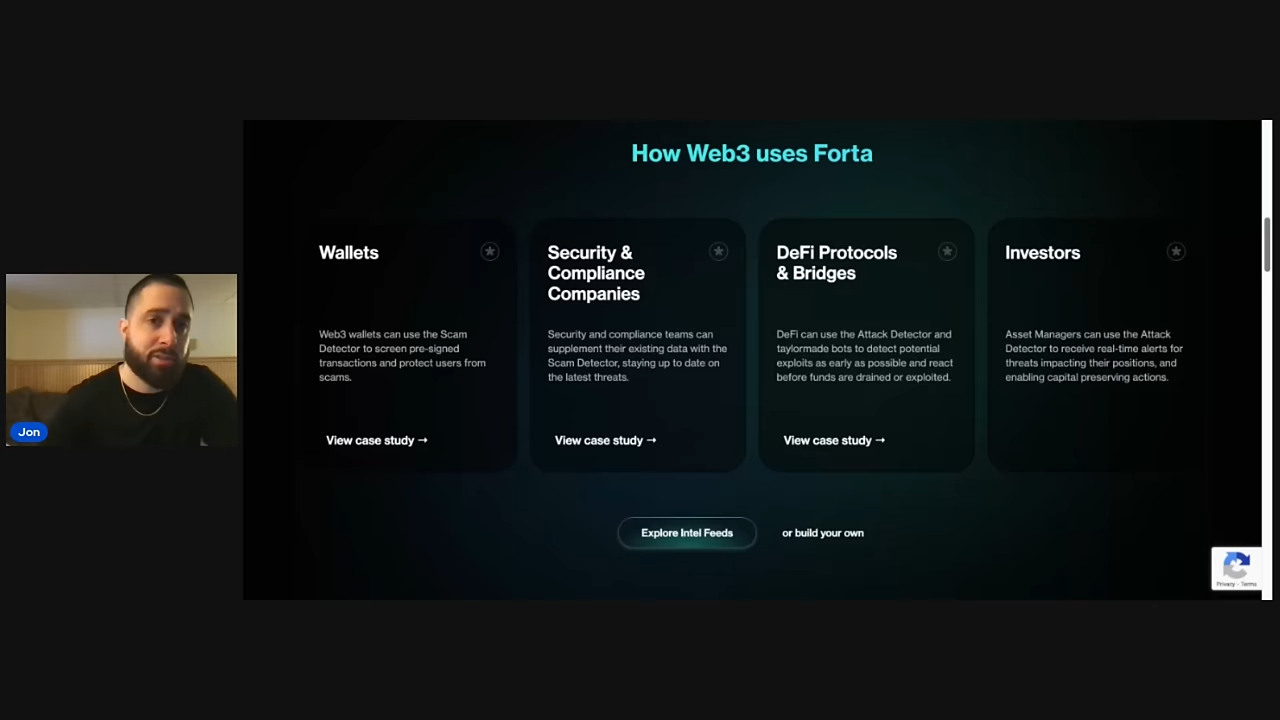 How Web3 uses Forta
Wallets
Web3 wallets can use the Scam
Detector to screen pre-signed
transactions and protect users from
scams.
View case study →
Security &
Compliance
Companies
Security and compliance teams can
supplement their existing data with the
Scam Detector, staying up to date on
the latest threats.
View case study →
DeFi Protocols
& Bridges
DeFi can use the Attack Detector and
taylormade bots to detect potential
exploits as early as possible and react
before funds are drained or exploited.
View case study →
Investors
Asset Managers can use the Attack
Detector to receive real-time alerts for
threats impacting their positions, and
enabling capital preserving actions.
Explore Intel Feeds
or build your own
Jon
Privacy - Terms